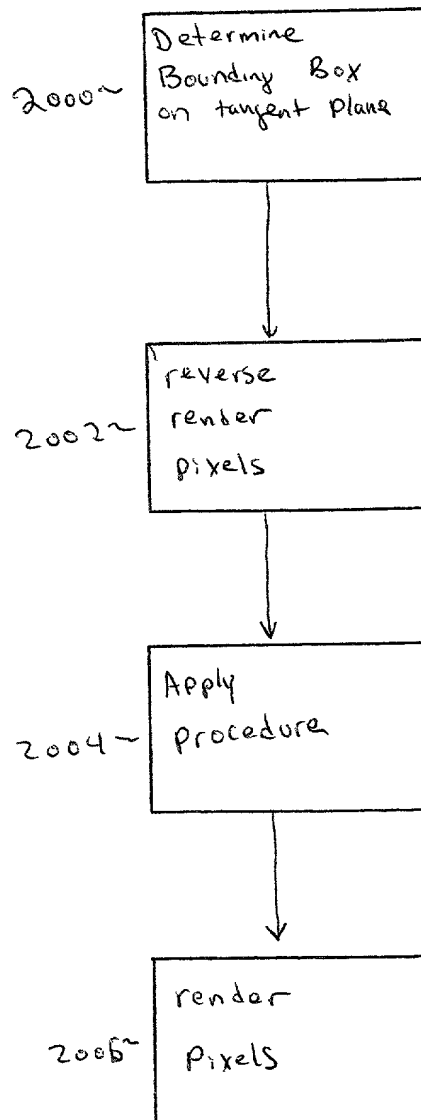 Determine
Bounding Box
2000~
on tangent plane
reverse
2002~
render
pixels
Apply
2004~
procedure
render
2006~
pixels